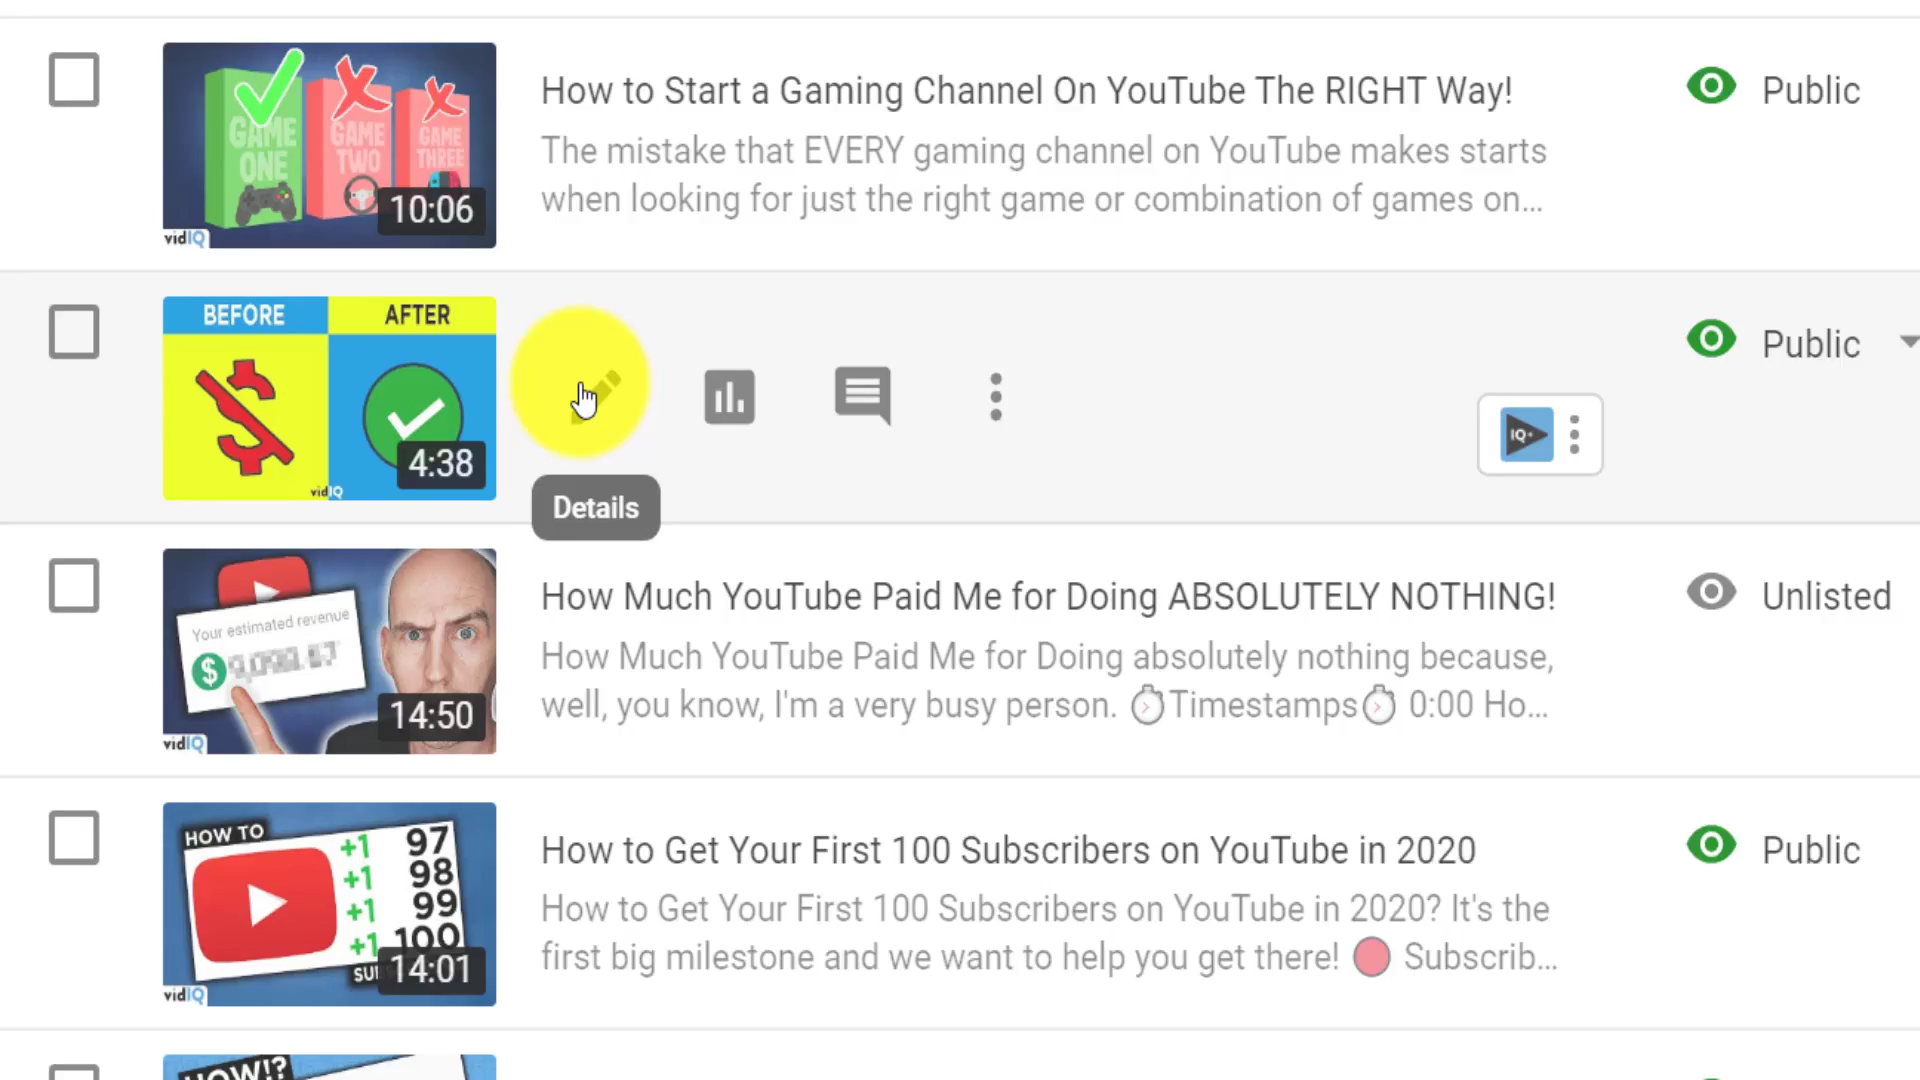 GAME
ONE
GAME
TWO
GAME
THREE
10:06
vidIQ
How to Start a Gaming Channel On YouTube The RIGHT Way!
The mistake that EVERY gaming channel on YouTube makes starts
when looking for just the right game or combination of games on...
Public
BEFORE
AFTER
4:38
vidIQ
Details
IQ+
Public
Your estimated revenue
$
14:50
vidIQ
How Much YouTube Paid Me for Doing ABSOLUTELY NOTHING!
How Much YouTube Paid Me for Doing absolutely nothing because,
well, you know, I'm a very busy person. ⏱Timestamps⏱ 0:00 Ho...
Unlisted
HOW TO
+1 97
+1 98
+1 99
+1 100
14:01
vidIQ
How to Get Your First 100 Subscribers on YouTube in 2020
How to Get Your First 100 Subscribers on YouTube in 2020? It's the
first big milestone and we want to help you get there! 🔴 Subscrib...
Public
HOW!?